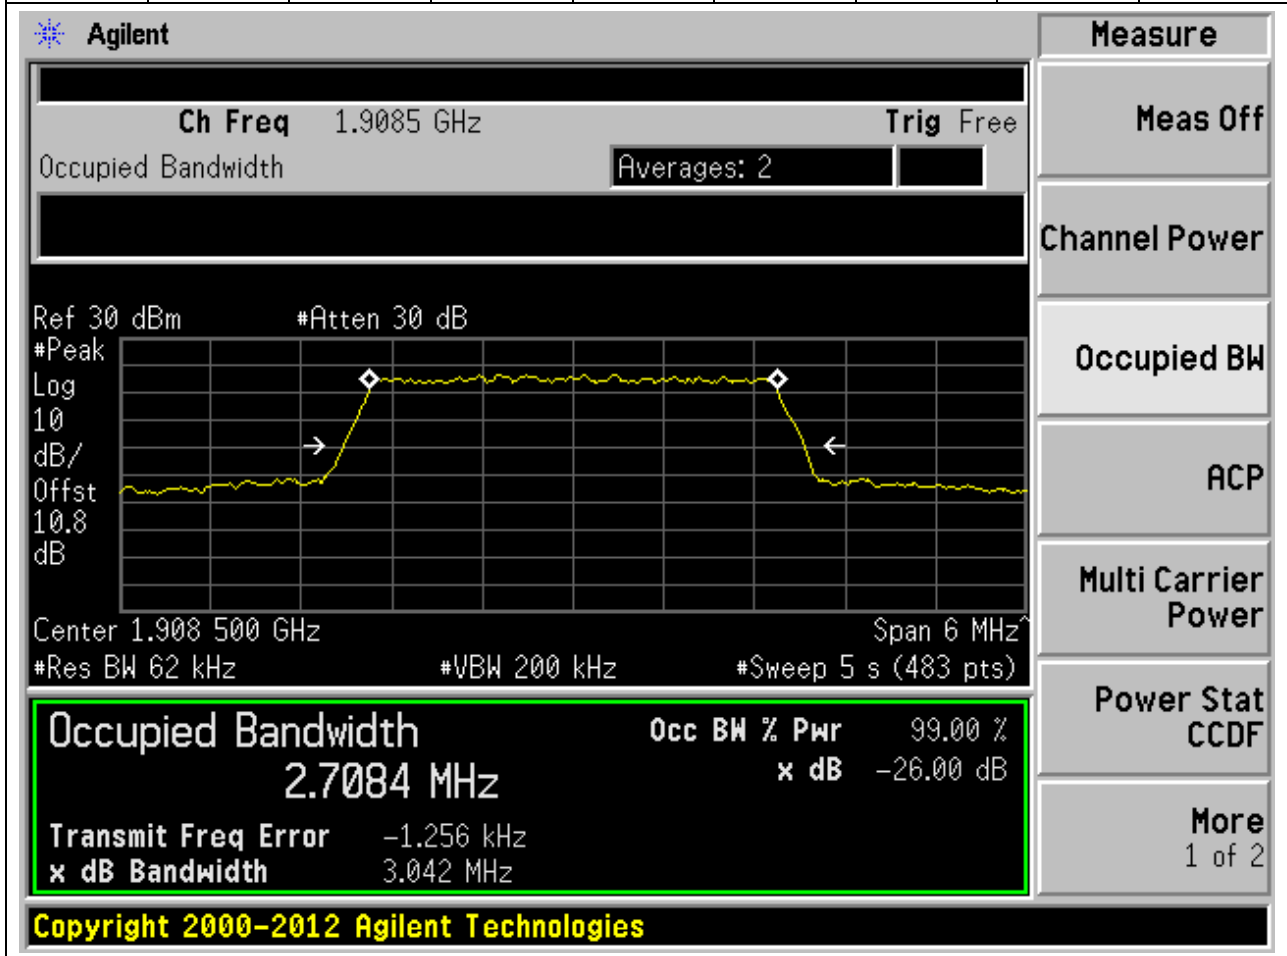 Agilent
Measure
Ch Freq 1.9085 GHz Trig Free
Occupied Bandwidth Averages: 2
Meas Off
Channel Power
Occupied BW
ACP
Multi Carrier
Power
Power Stat
CCDF
More
1 of 2
Ref 30 dBm #Atten 30 dB
#Peak
Log
10
dB/
Offst
10.8
dB
Center 1.908 500 GHz Span 6 MHz^
#Res BW 62 kHz #VBW 200 kHz #Sweep 5 s (483 pts)
Occupied Bandwidth Occ BW % Pwr 99.00 %
2.7084 MHz x dB -26.00 dB
Transmit Freq Error -1.256 kHz
x dB Bandwidth 3.042 MHz
Copyright 2000-2012 Agilent Technologies